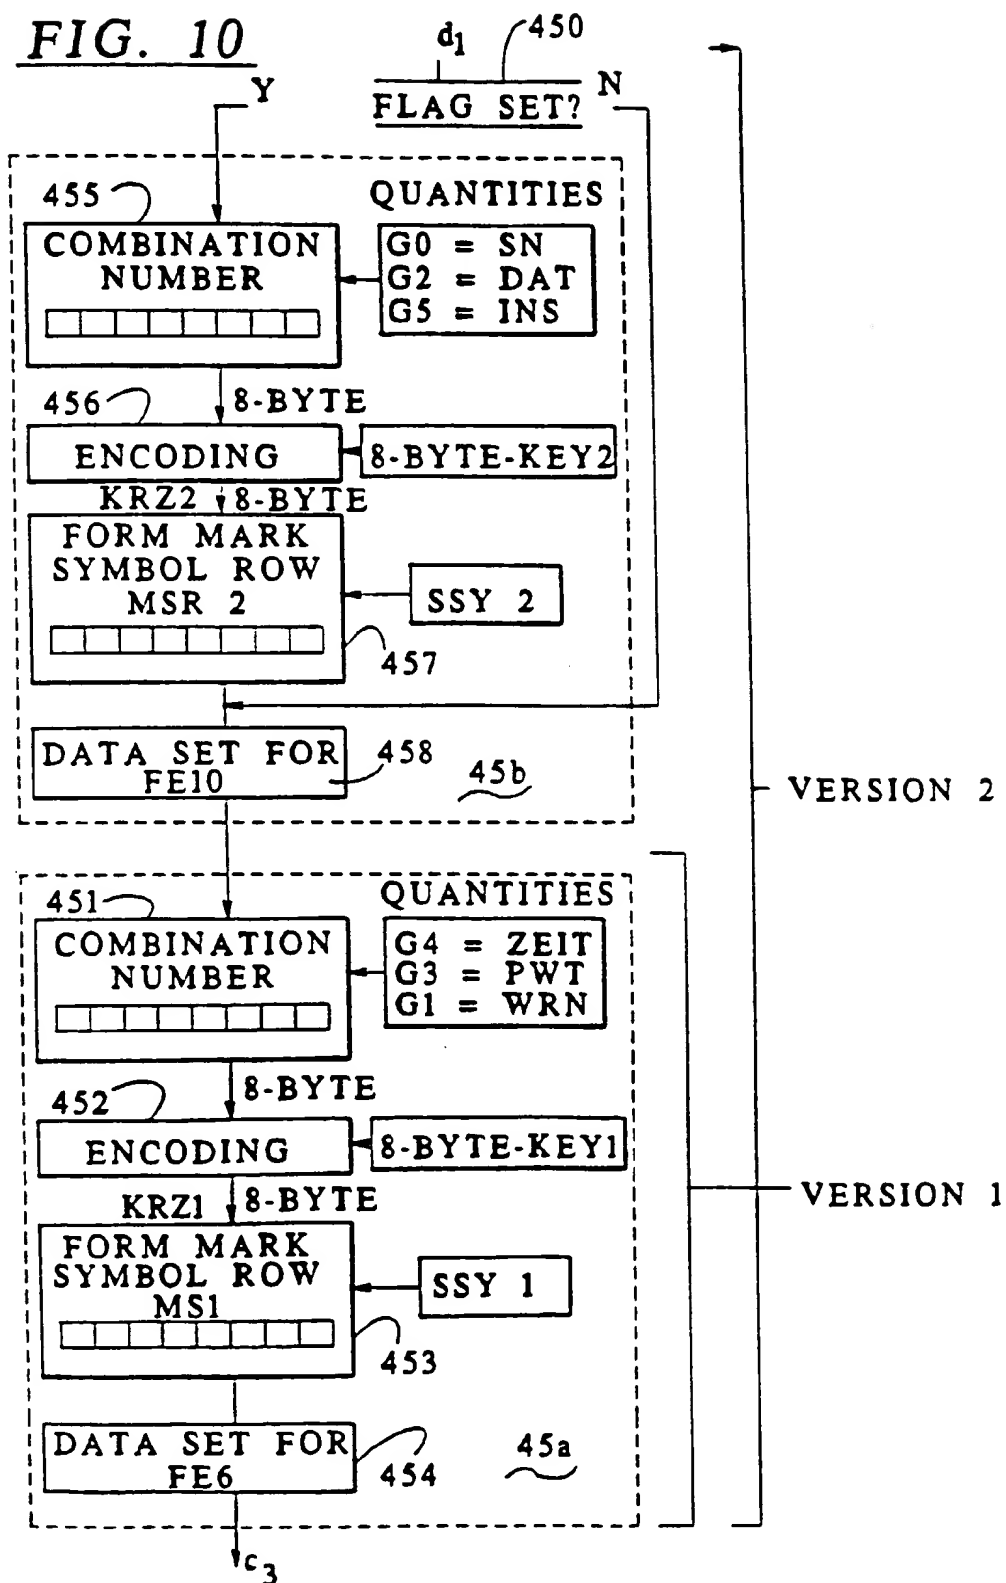 FIG. 10
d1
450
Y
FLAG SET?
N
455
QUANTITIES
COMBINATION
NUMBER
G0 = SN
G2 = DAT
G5 = INS
456
8-BYTE
ENCODING
8-BYTE-KEY2
KRZ2
8-BYTE
FORM MARK
SYMBOL ROW
MSR 2
SSY 2
457
DATA SET FOR
FE10
458
45b
VERSION 2
451
QUANTITIES
COMBINATION
NUMBER
G4 = ZEIT
G3 = PWT
G1 = WRN
452
8-BYTE
ENCODING
8-BYTE-KEY1
KRZ1
8-BYTE
VERSION 1
FORM MARK
SYMBOL ROW
MS1
SSY 1
453
DATA SET FOR
FE6
454
45a
c3